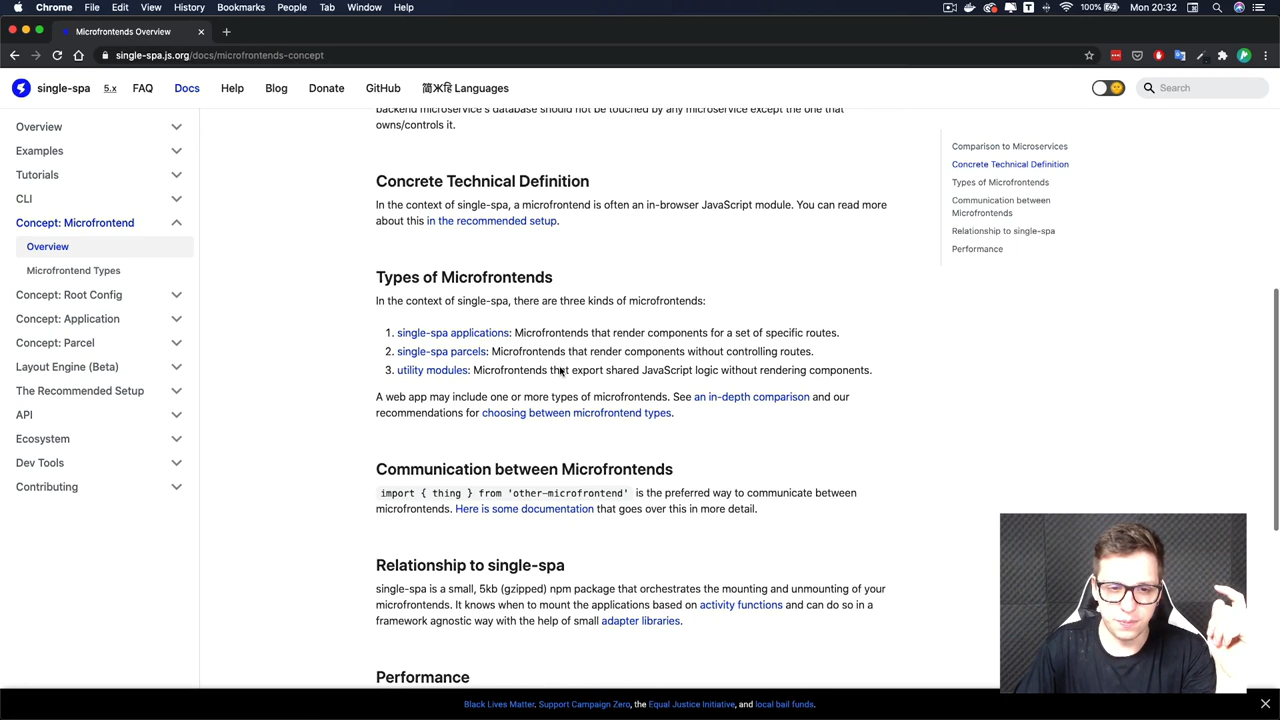 Chrome File Edit View History Bookmarks People Tab Window Help 100% Mon 20:32
Microfrontends Overview
single-spa.js.org/docs/microfrontends-concept
single-spa 5.x FAQ Docs Help Blog Donate GitHub Languages Search
Overview
Examples
Tutorials
CLI
Concept: Microfrontend
Overview
Microfrontend Types
Concept: Root Config
Concept: Application
Concept: Parcel
Layout Engine (Beta)
The Recommended Setup
API
Ecosystem
Dev Tools
Contributing
backend microservice's database should not be touched by any microservice except the one that
owns/controls it.
Concrete Technical Definition
In the context of single-spa, a microfrontend is often an in-browser JavaScript module. You can read more
about this in the recommended setup.
Types of Microfrontends
In the context of single-spa, there are three kinds of microfrontends:
1. single-spa applications: Microfrontends that render components for a set of specific routes.
2. single-spa parcels: Microfrontends that render components without controlling routes.
3. utility modules: Microfrontends that export shared JavaScript logic without rendering components.
A web app may include one or more types of microfrontends. See an in-depth comparison and our
recommendations for choosing between microfrontend types.
Communication between Microfrontends
import { thing } from 'other-microfrontend' is the preferred way to communicate between
microfrontends. Here is some documentation that goes over this in more detail.
Relationship to single-spa
single-spa is a small, 5kb (gzipped) npm package that orchestrates the mounting and unmounting of your
microfrontends. It knows when to mount the applications based on activity functions and can do so in a
framework agnostic way with the help of small adapter libraries.
Performance
Comparison to Microservices
Concrete Technical Definition
Types of Microfrontends
Communication between
Microfrontends
Relationship to single-spa
Performance
Black Lives Matter. Support Campaign Zero, the Equal Justice Initiative, and local bail funds.